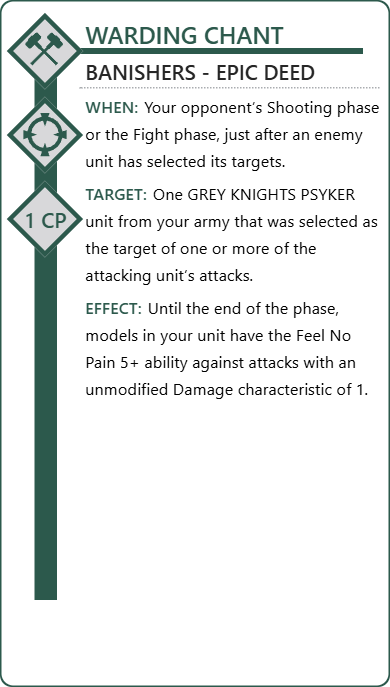 WARDING CHANT
BANISHERS - EPIC DEED
WHEN: Your opponent's Shooting phase
or the Fight phase, just after an enemy
unit has selected its targets.
1 CP
TARGET: One GREY KNIGHTS PSYKER
unit from your army that was selected as
the target of one or more of the
attacking unit's attacks.
EFFECT: Until the end of the phase,
models in your unit have the Feel No
Pain 5+ ability against attacks with an
unmodified Damage characteristic of 1.